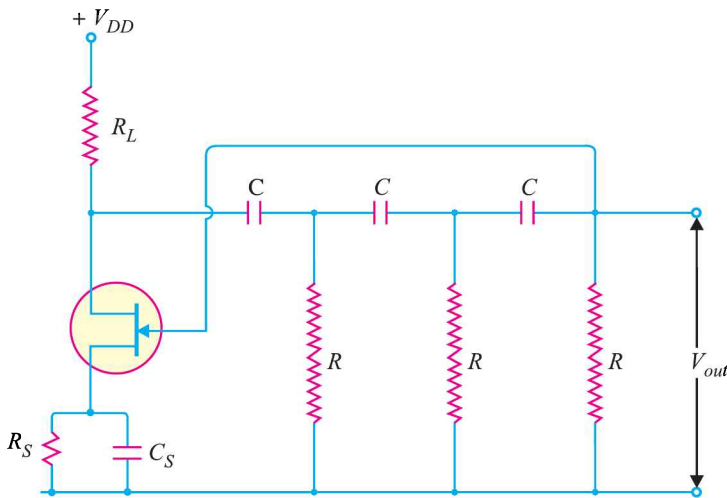 + V_DD
R_L
C C C
R R R
V_out
R_S C_S